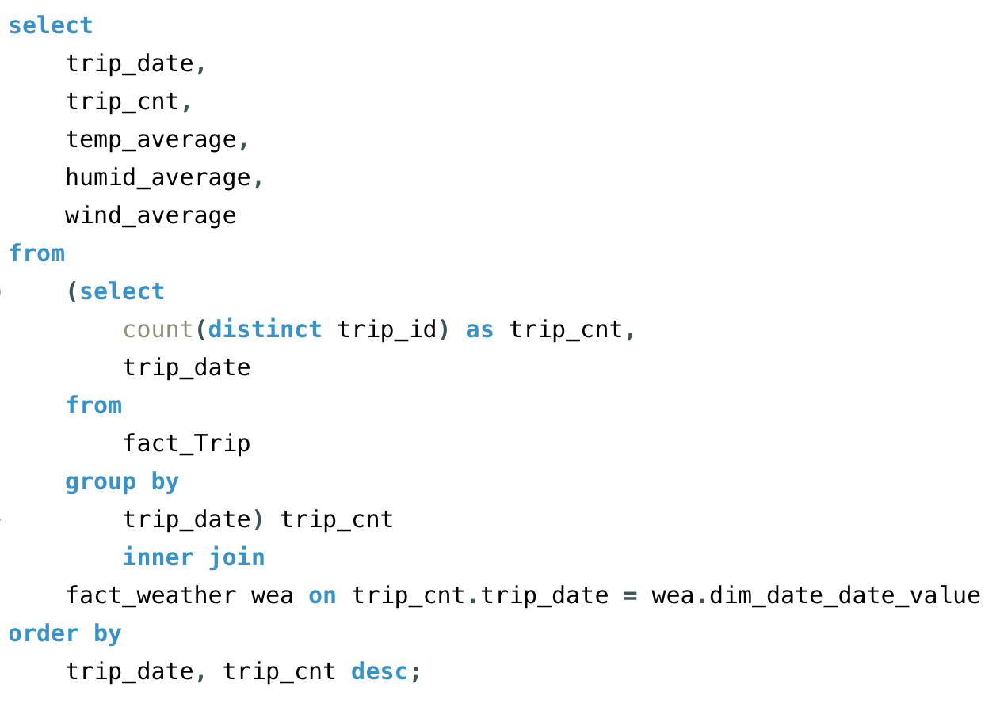 select
    trip_date,
    trip_cnt,
    temp_average,
    humid_average,
    wind_average
from
    (select
        count(distinct trip_id) as trip_cnt,
        trip_date
    from
        fact_Trip
    group by
        trip_date) trip_cnt
        inner join
    fact_weather wea on trip_cnt.trip_date = wea.dim_date_date_value
order by
    trip_date, trip_cnt desc;